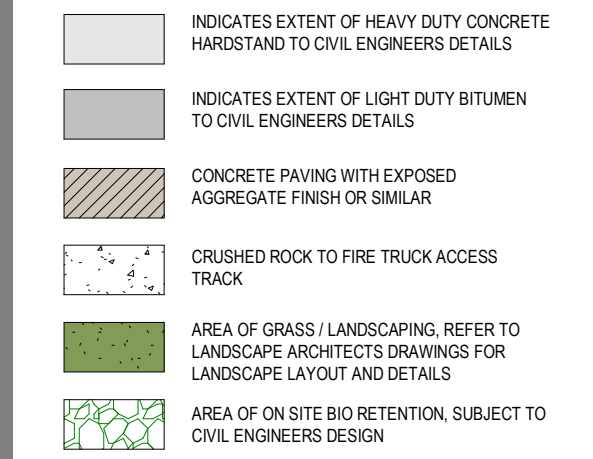 INDICATES EXTENT OF HEAVY DUTY CONCRETE
HARDSTAND TO CIVIL ENGINEERS DETAILS
INDICATES EXTENT OF LIGHT DUTY BITUMEN
TO CIVIL ENGINEERS DETAILS
CONCRETE PAVING WITH EXPOSED
AGGREGATE FINISH OR SIMILAR
CRUSHED ROCK TO FIRE TRUCK ACCESS
TRACK
AREA OF GRASS / LANDSCAPING, REFER TO
LANDSCAPE ARCHITECTS DRAWINGS FOR
LANDSCAPE LAYOUT AND DETAILS
AREA OF ON SITE BIO RETENTION, SUBJECT TO
CIVIL ENGINEERS DESIGN